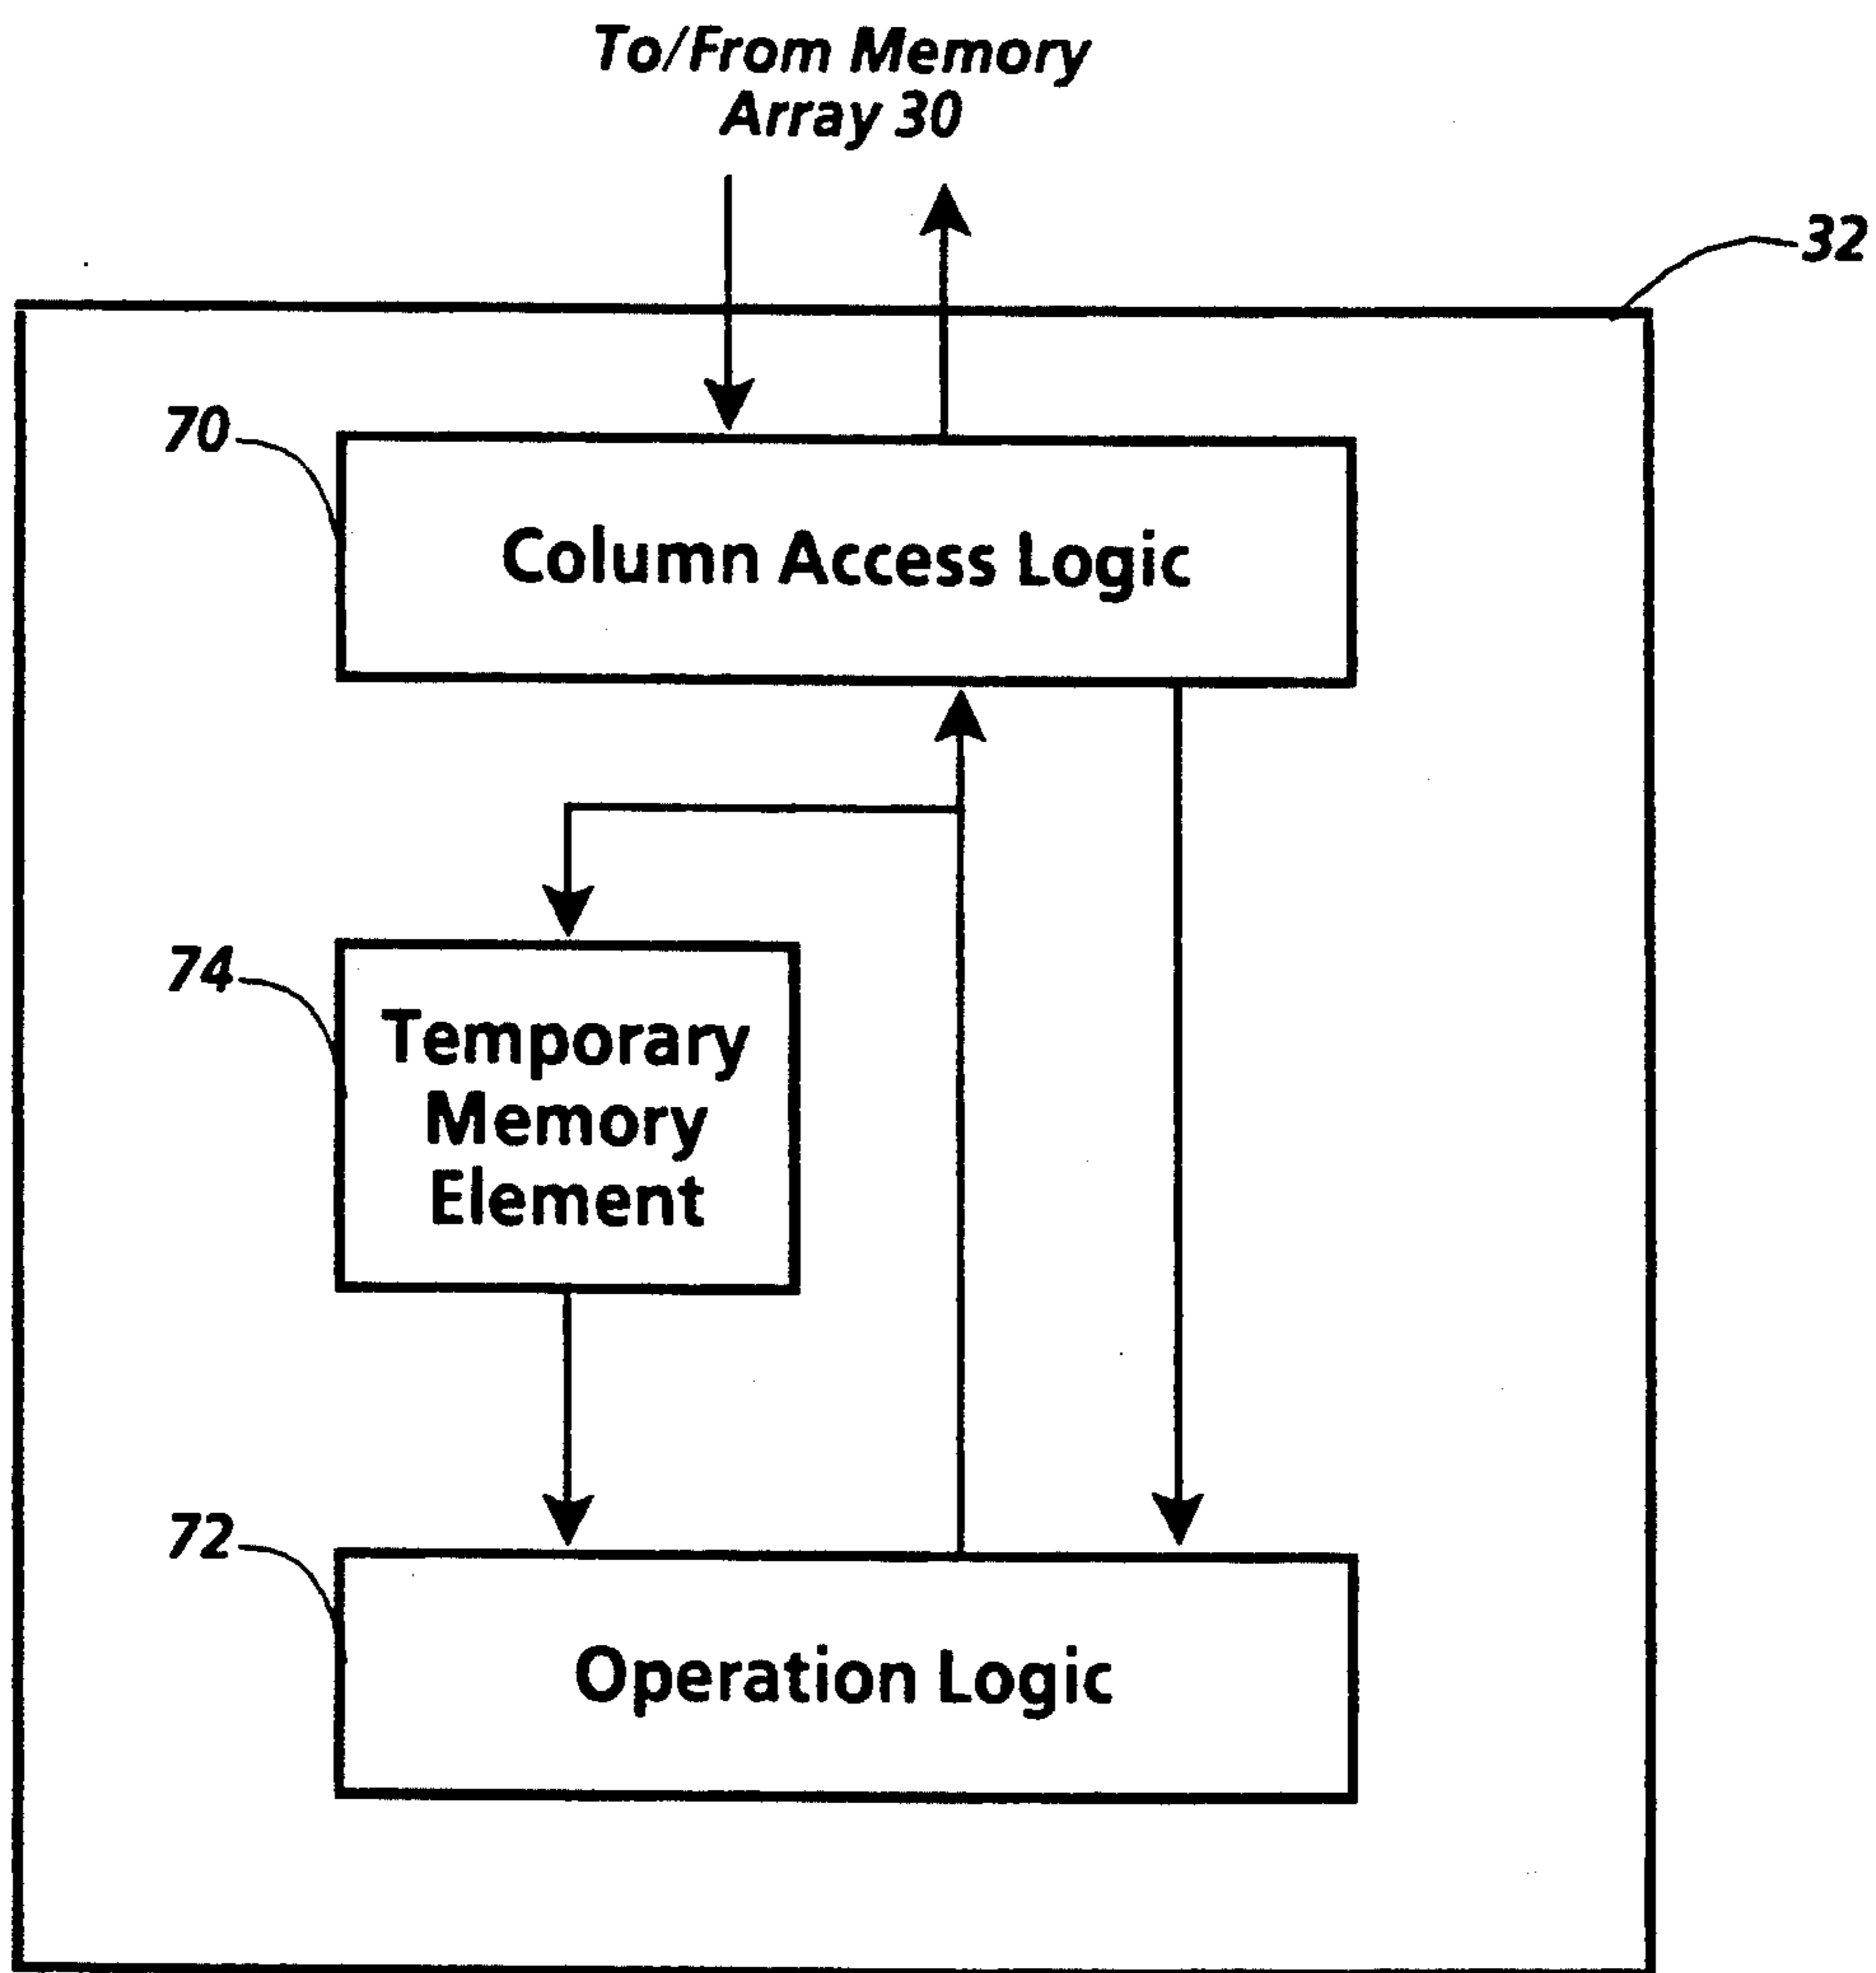 To/From Memory
Array 30
32
70
Column Access Logic
74
Temporary
Memory
Element
72
Operation Logic